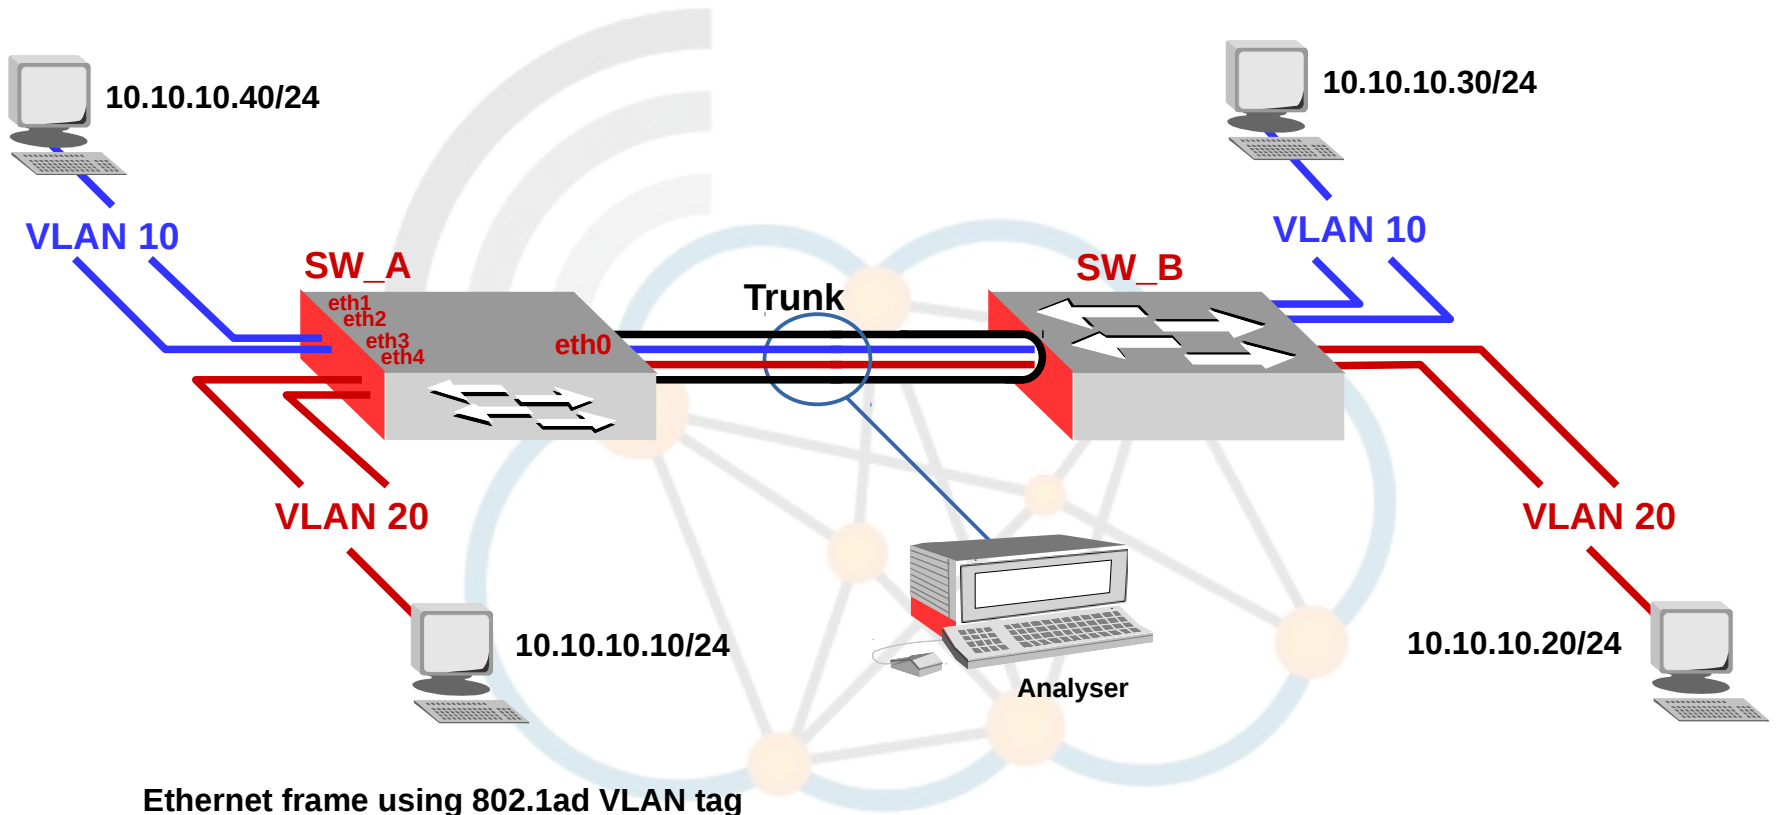 10.10.10.40/24
10.10.10.30/24
VLAN 10
VLAN 10
SW_A
SW_B
eth1
eth2
eth3
eth4
eth0
Trunk
VLAN 20
VLAN 20
10.10.10.10/24
10.10.10.20/24
Analyser
Ethernet frame using 802.1ad VLAN tag